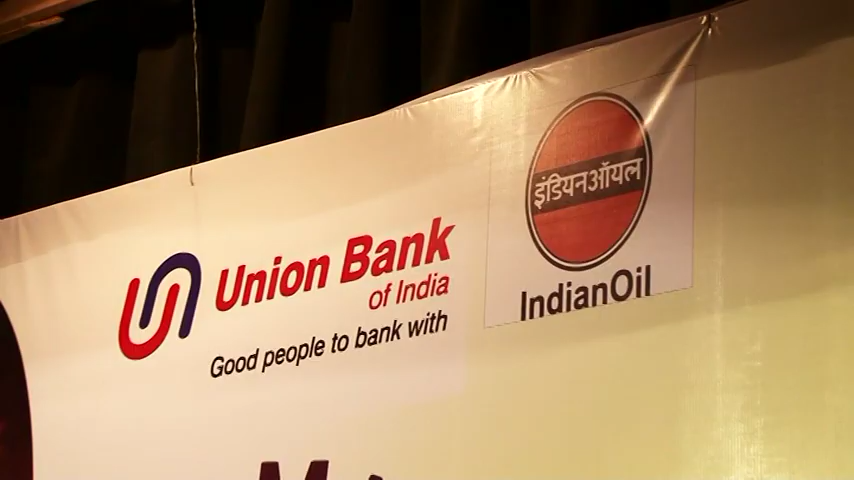 Union Bank
of India
Good people to bank with
इंडियनऑयल
IndianOil